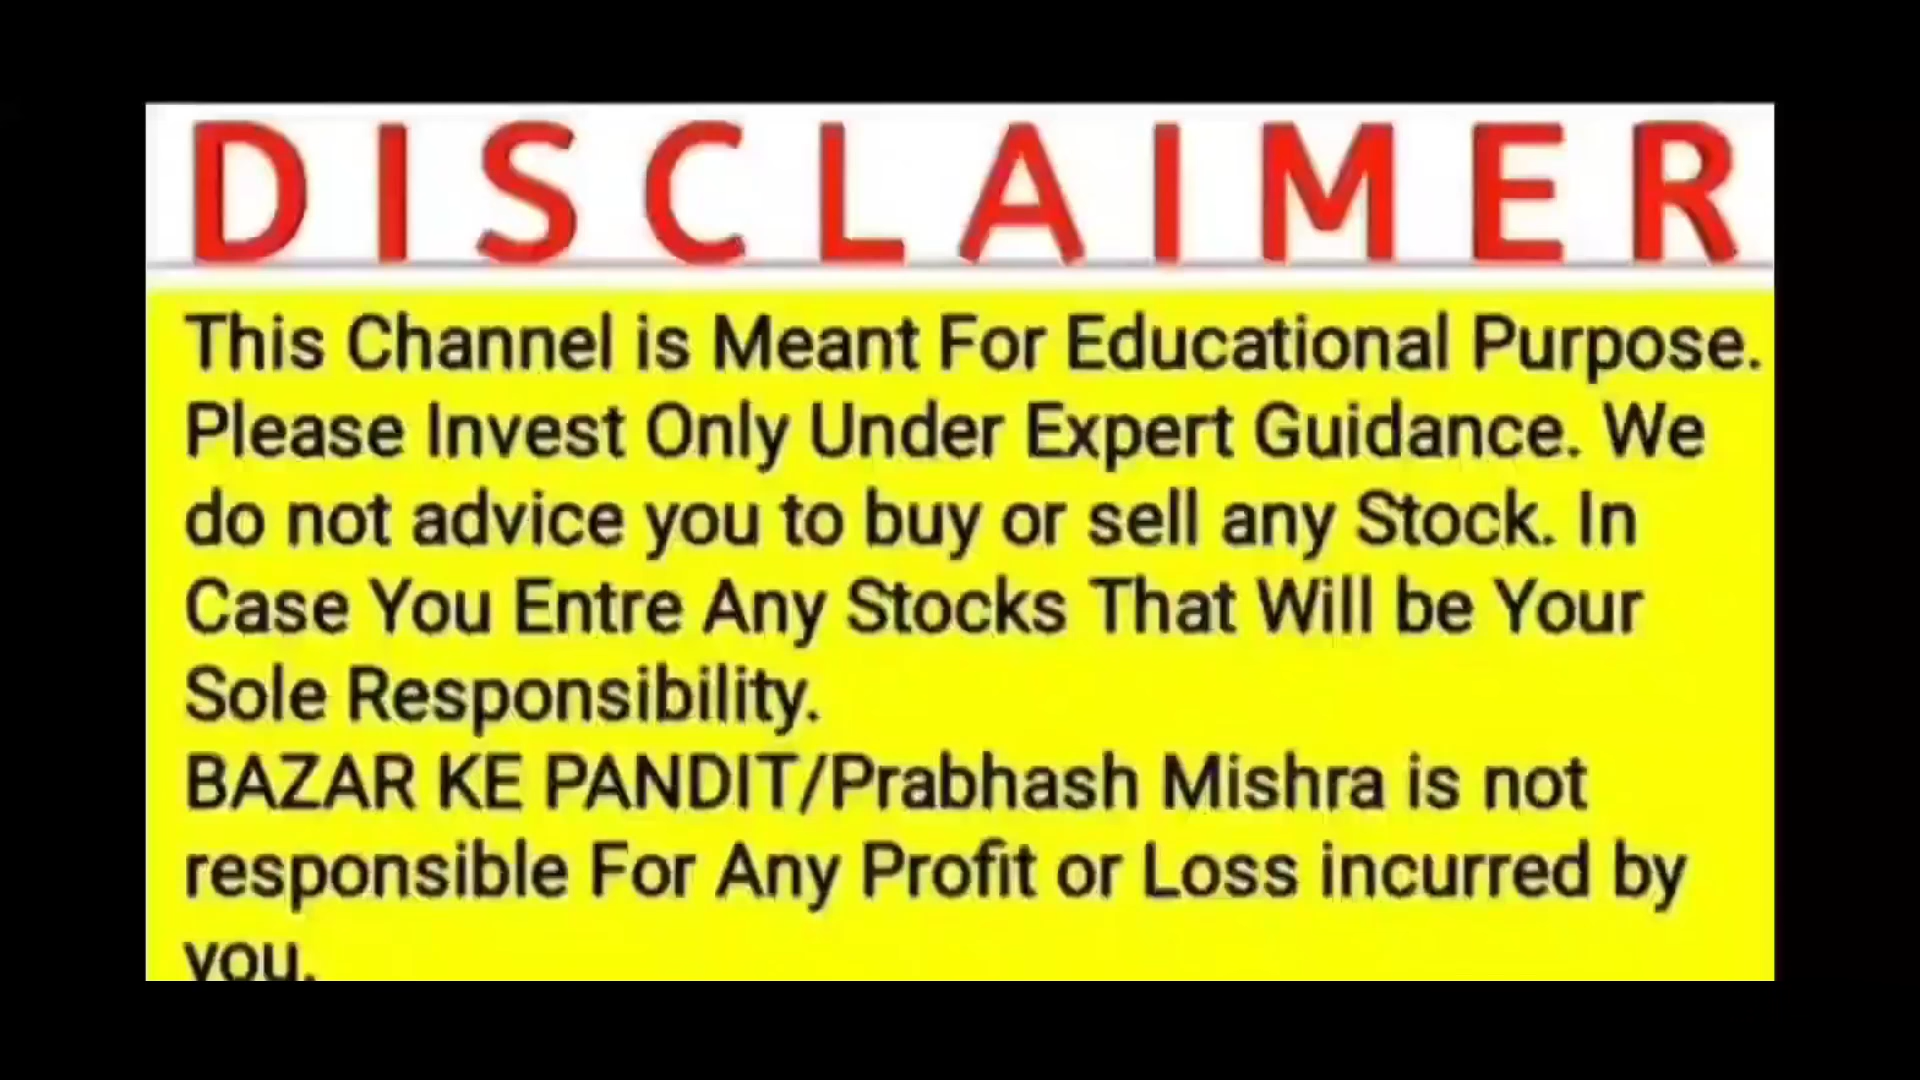 DISCLAIMER
This Channel is Meant For Educational Purpose.
Please Invest Only Under Expert Guidance. We
do not advice you to buy or sell any Stock. In
Case You Entre Any Stocks That Will be Your
Sole Responsibility.
BAZAR KE PANDIT/Prabhash Mishra is not
responsible For Any Profit or Loss incurred by
you.